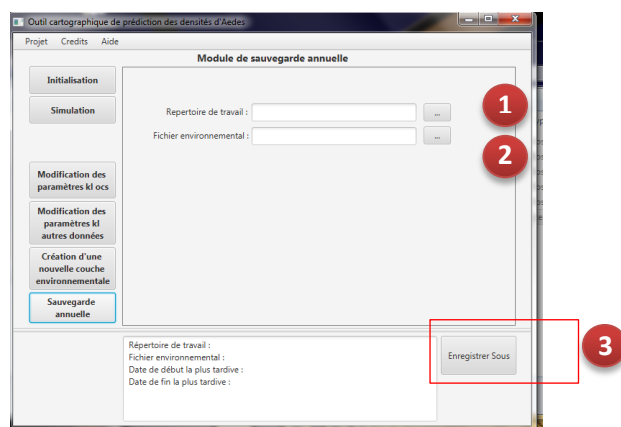 Outil cartographique de prédiction des densités d'Aedes
Projet Credits Aide
Module de sauvegarde annuelle
Initialisation
Simulation
Repertoire de travail :
...
1
Fichier environnemental :
...
2
Modification des
paramètres kl ocs
Modification des
paramètres kl
autres données
Création d'une
nouvelle couche
environnementale
Sauvegarde
annuelle
Répertoire de travail :
Fichier environnemental :
Date de début la plus tardive :
Date de fin la plus tardive :
Enregistrer Sous
3